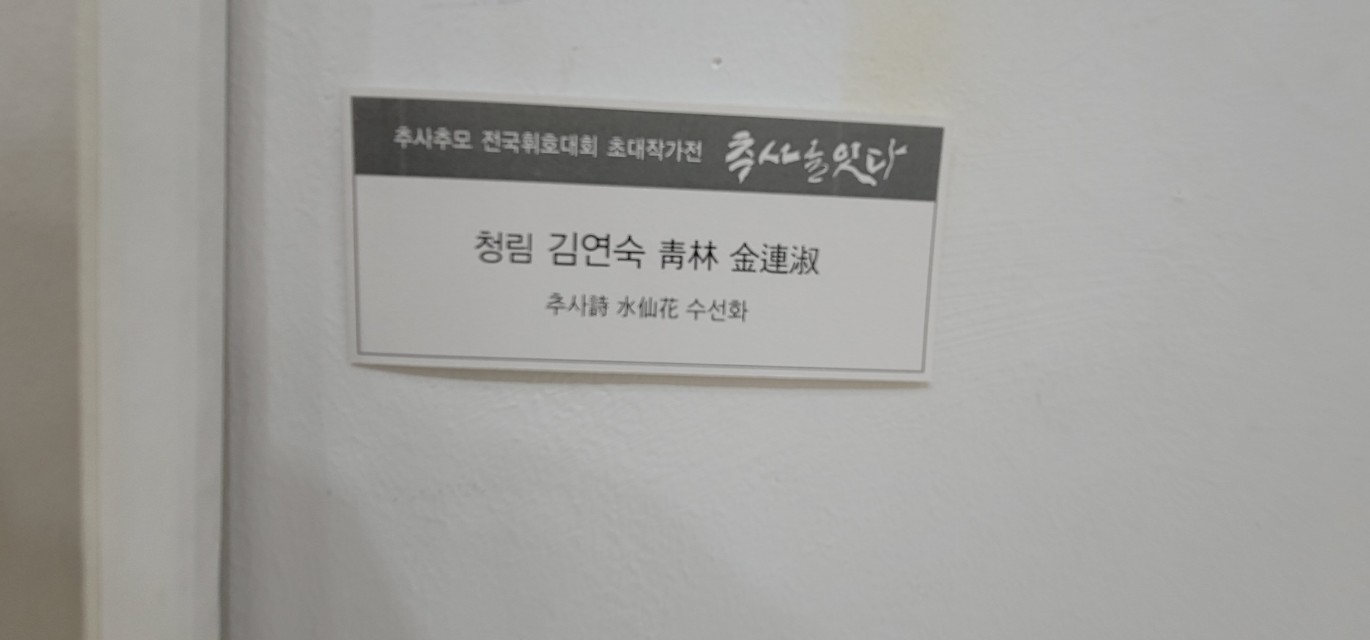 추사추모 전국휘호대회 초대작가전 추사를 잇다
청림 김연숙 靑林 金連淑
추사詩 水仙花 수선화